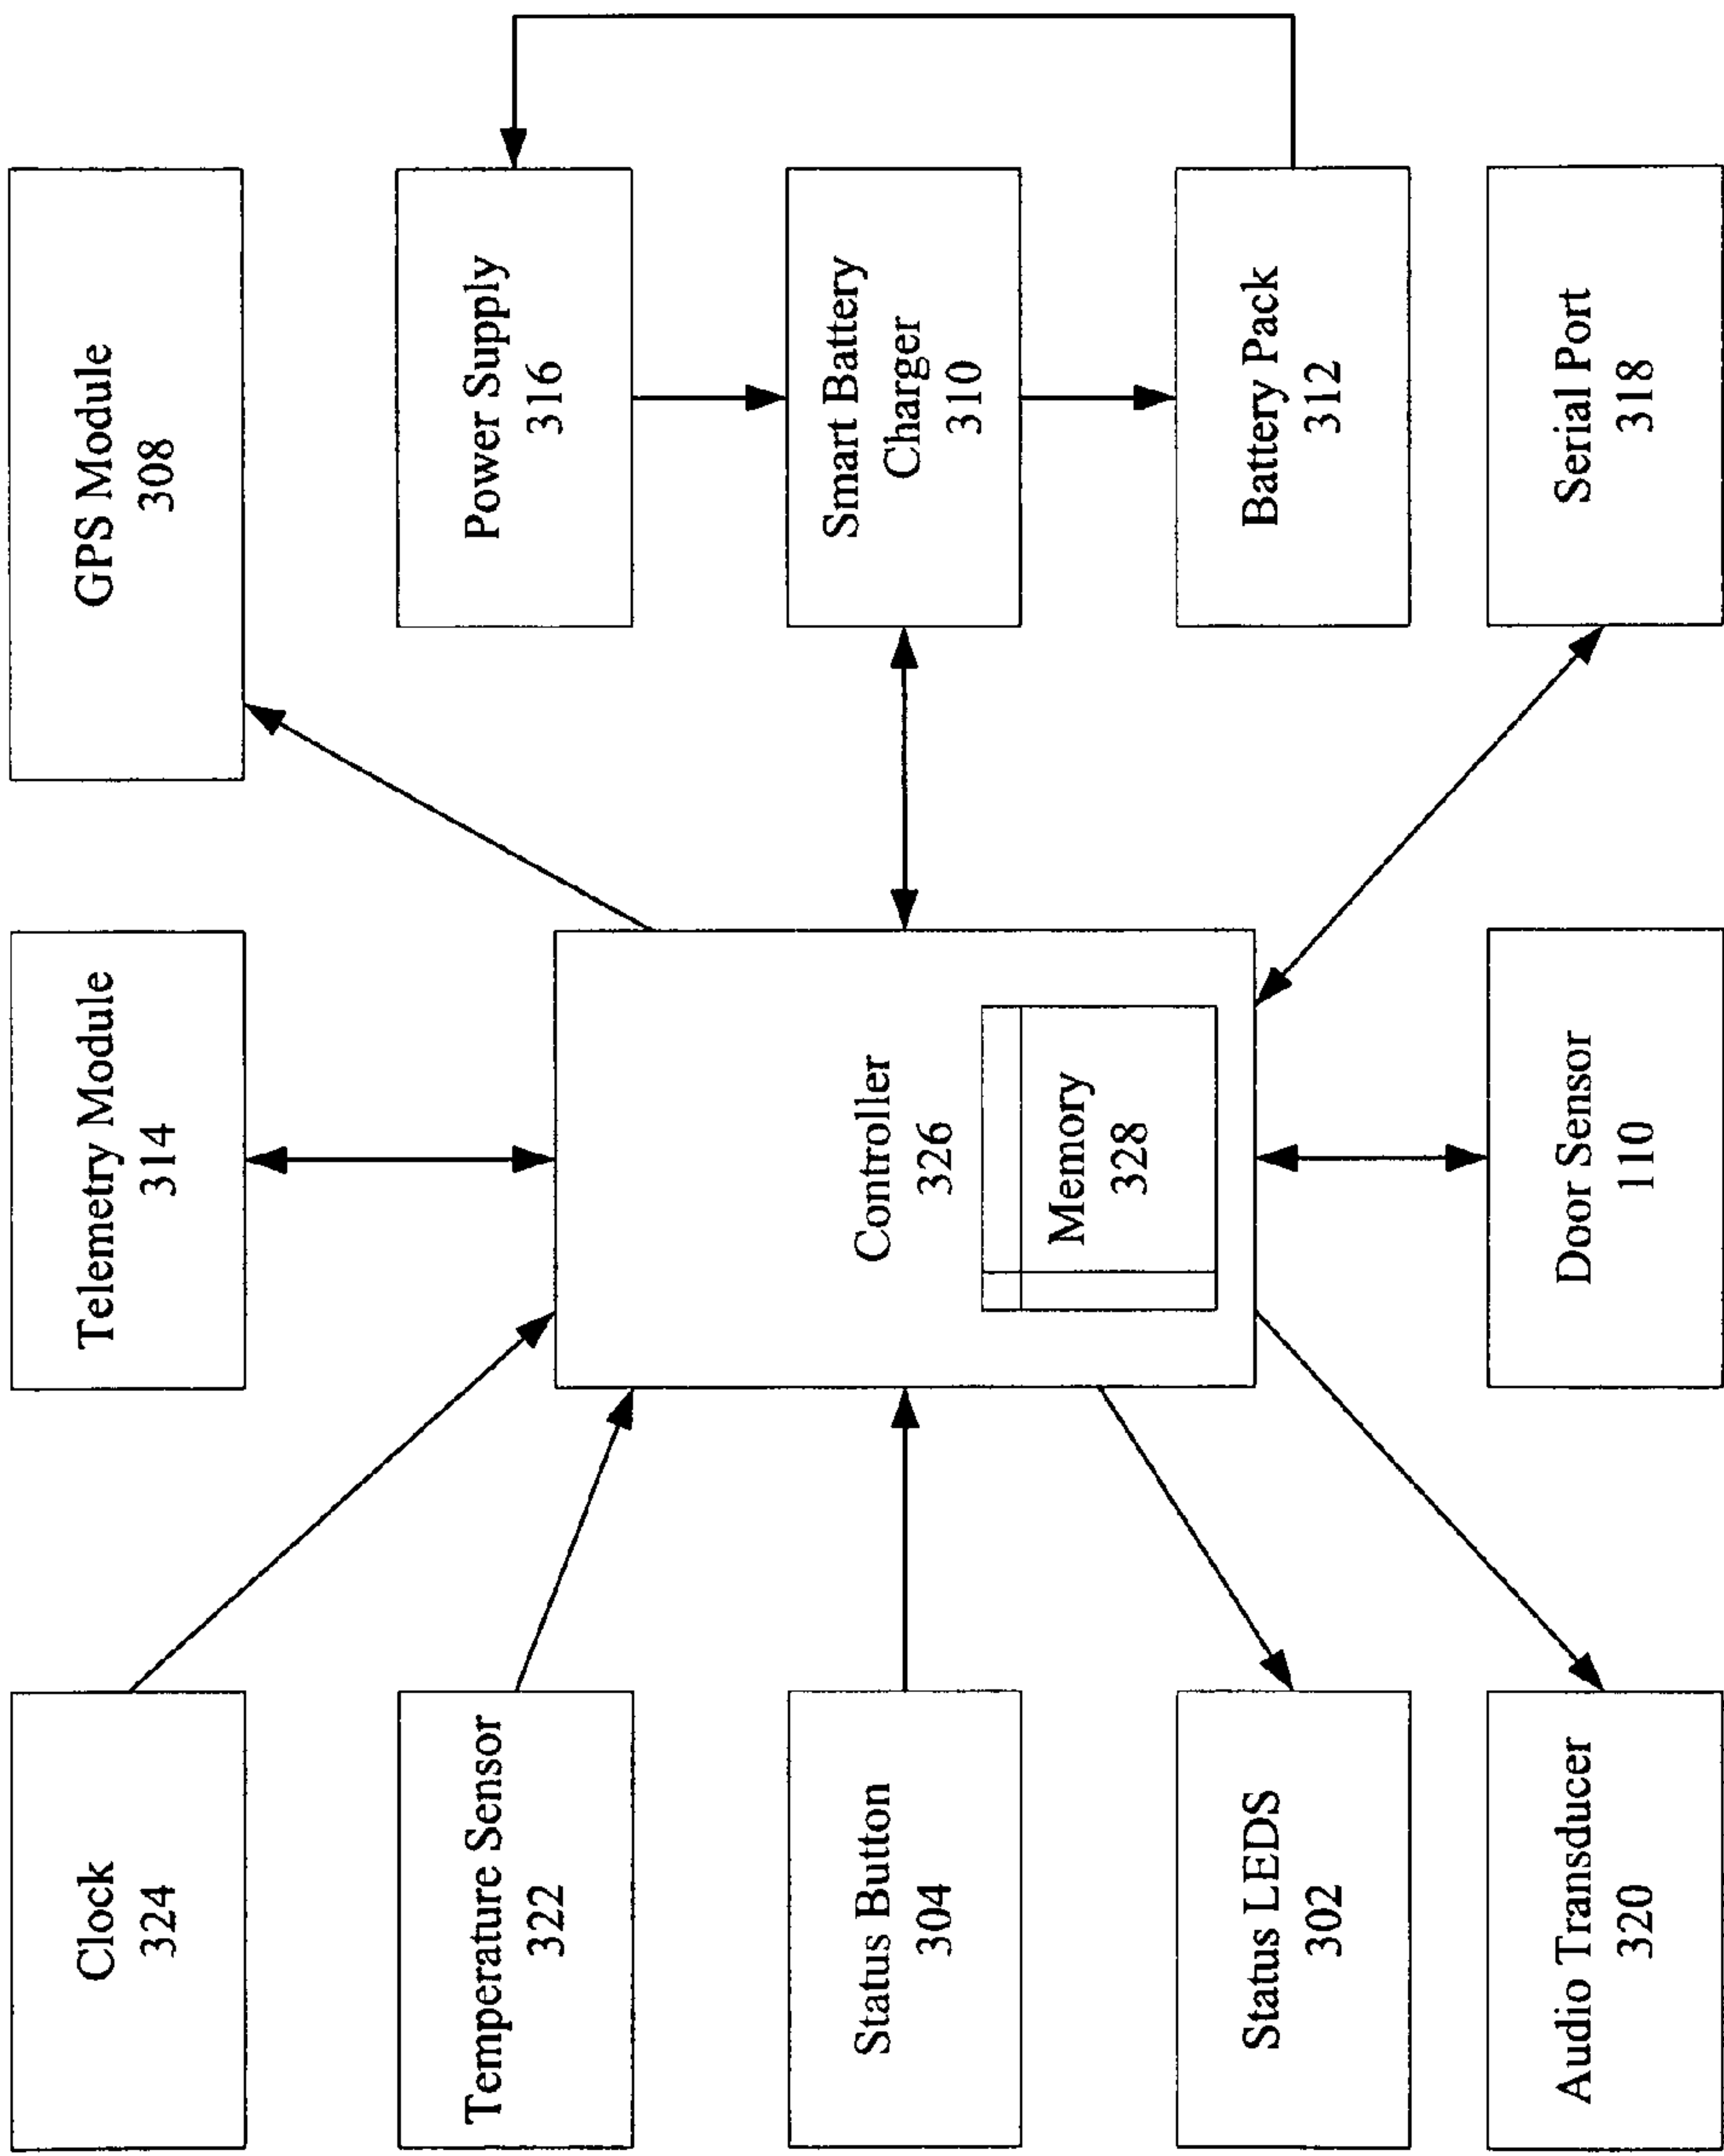 Clock
324
Telemetry Module
314
GPS Module
308
Temperature Sensor
322
Power Supply
316
Status Button
304
Controller
326
Smart Battery
Charger
310
Memory
328
Status LEDS
302
Battery Pack
312
Audio Transducer
320
Door Sensor
110
Serial Port
318